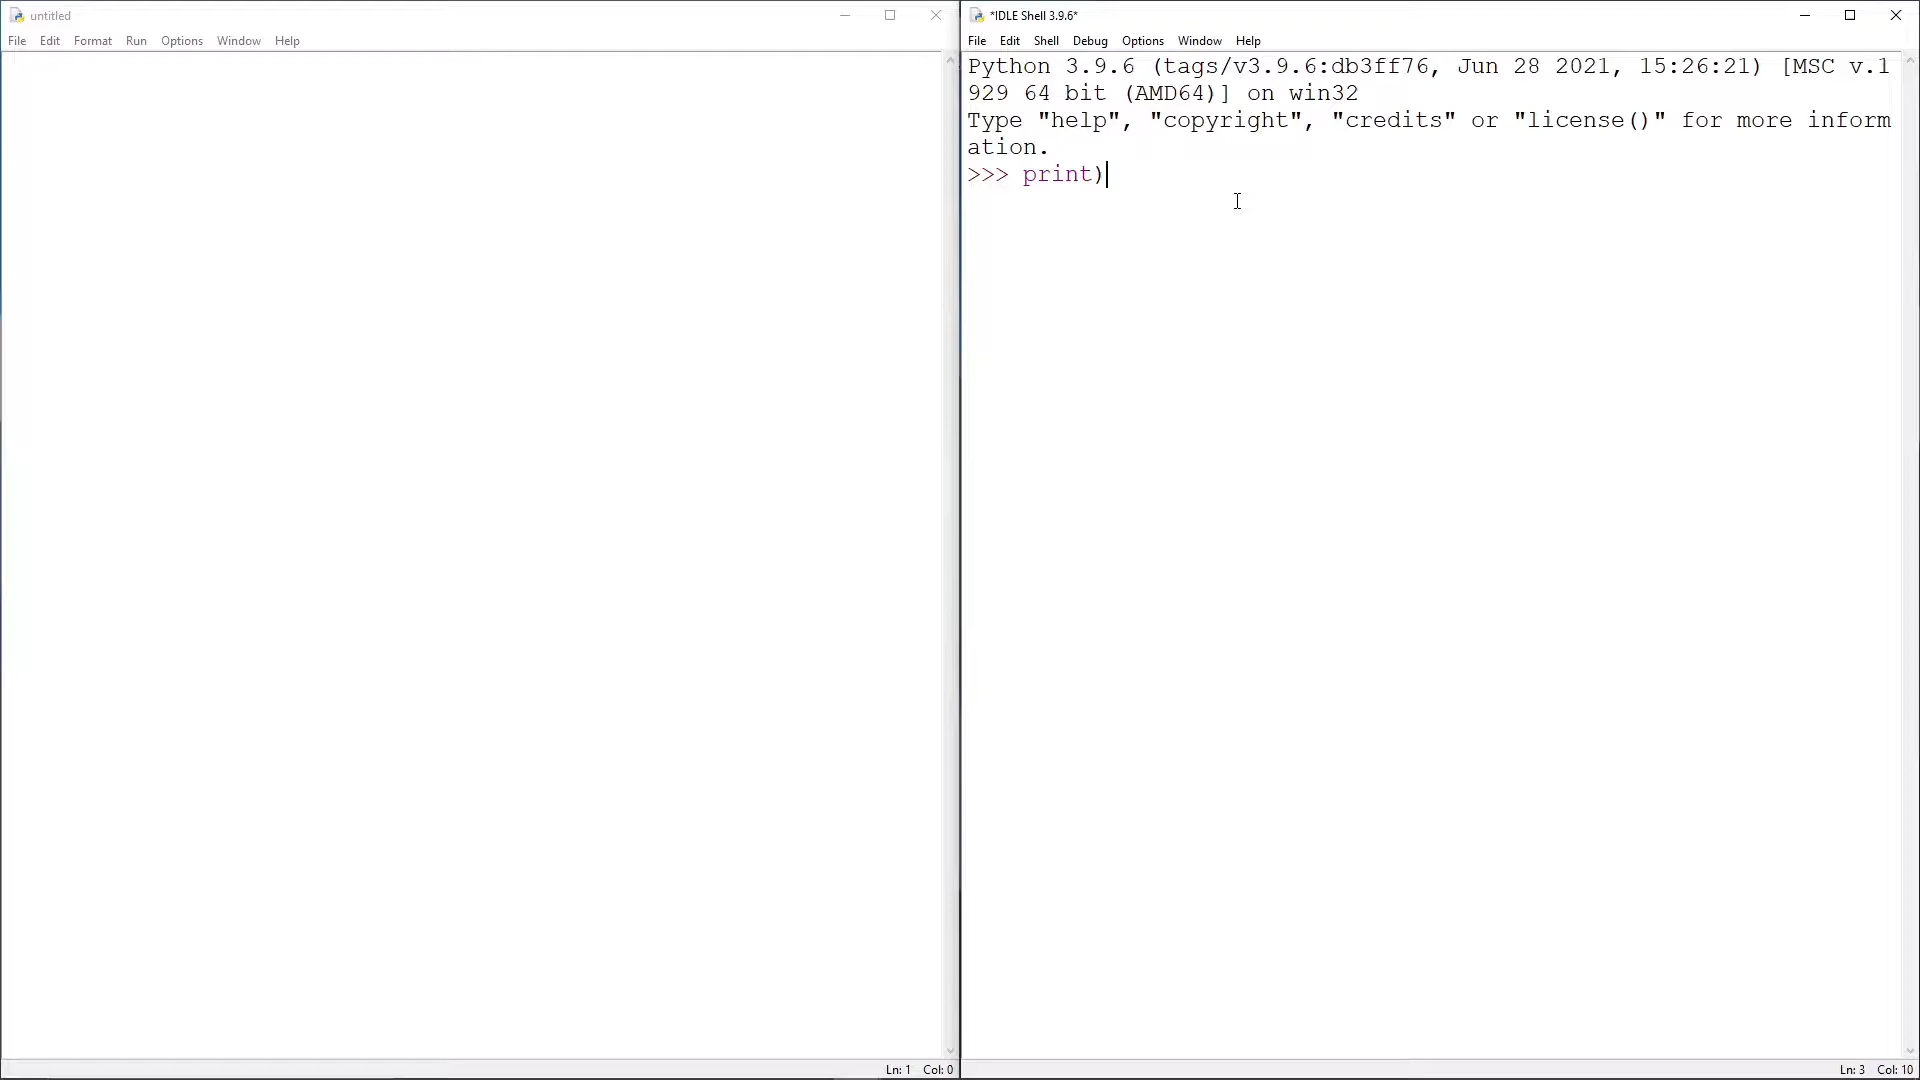 untitled
File Edit Format Run Options Window Help
Ln: 1 Col: 0
*IDLE Shell 3.9.6*
File Edit Shell Debug Options Window Help
Python 3.9.6 (tags/v3.9.6:db3ff76, Jun 28 2021, 15:26:21) [MSC v.1
929 64 bit (AMD64)] on win32
Type "help", "copyright", "credits" or "license()" for more inform
ation.
>>> print)
Ln: 3 Col: 10